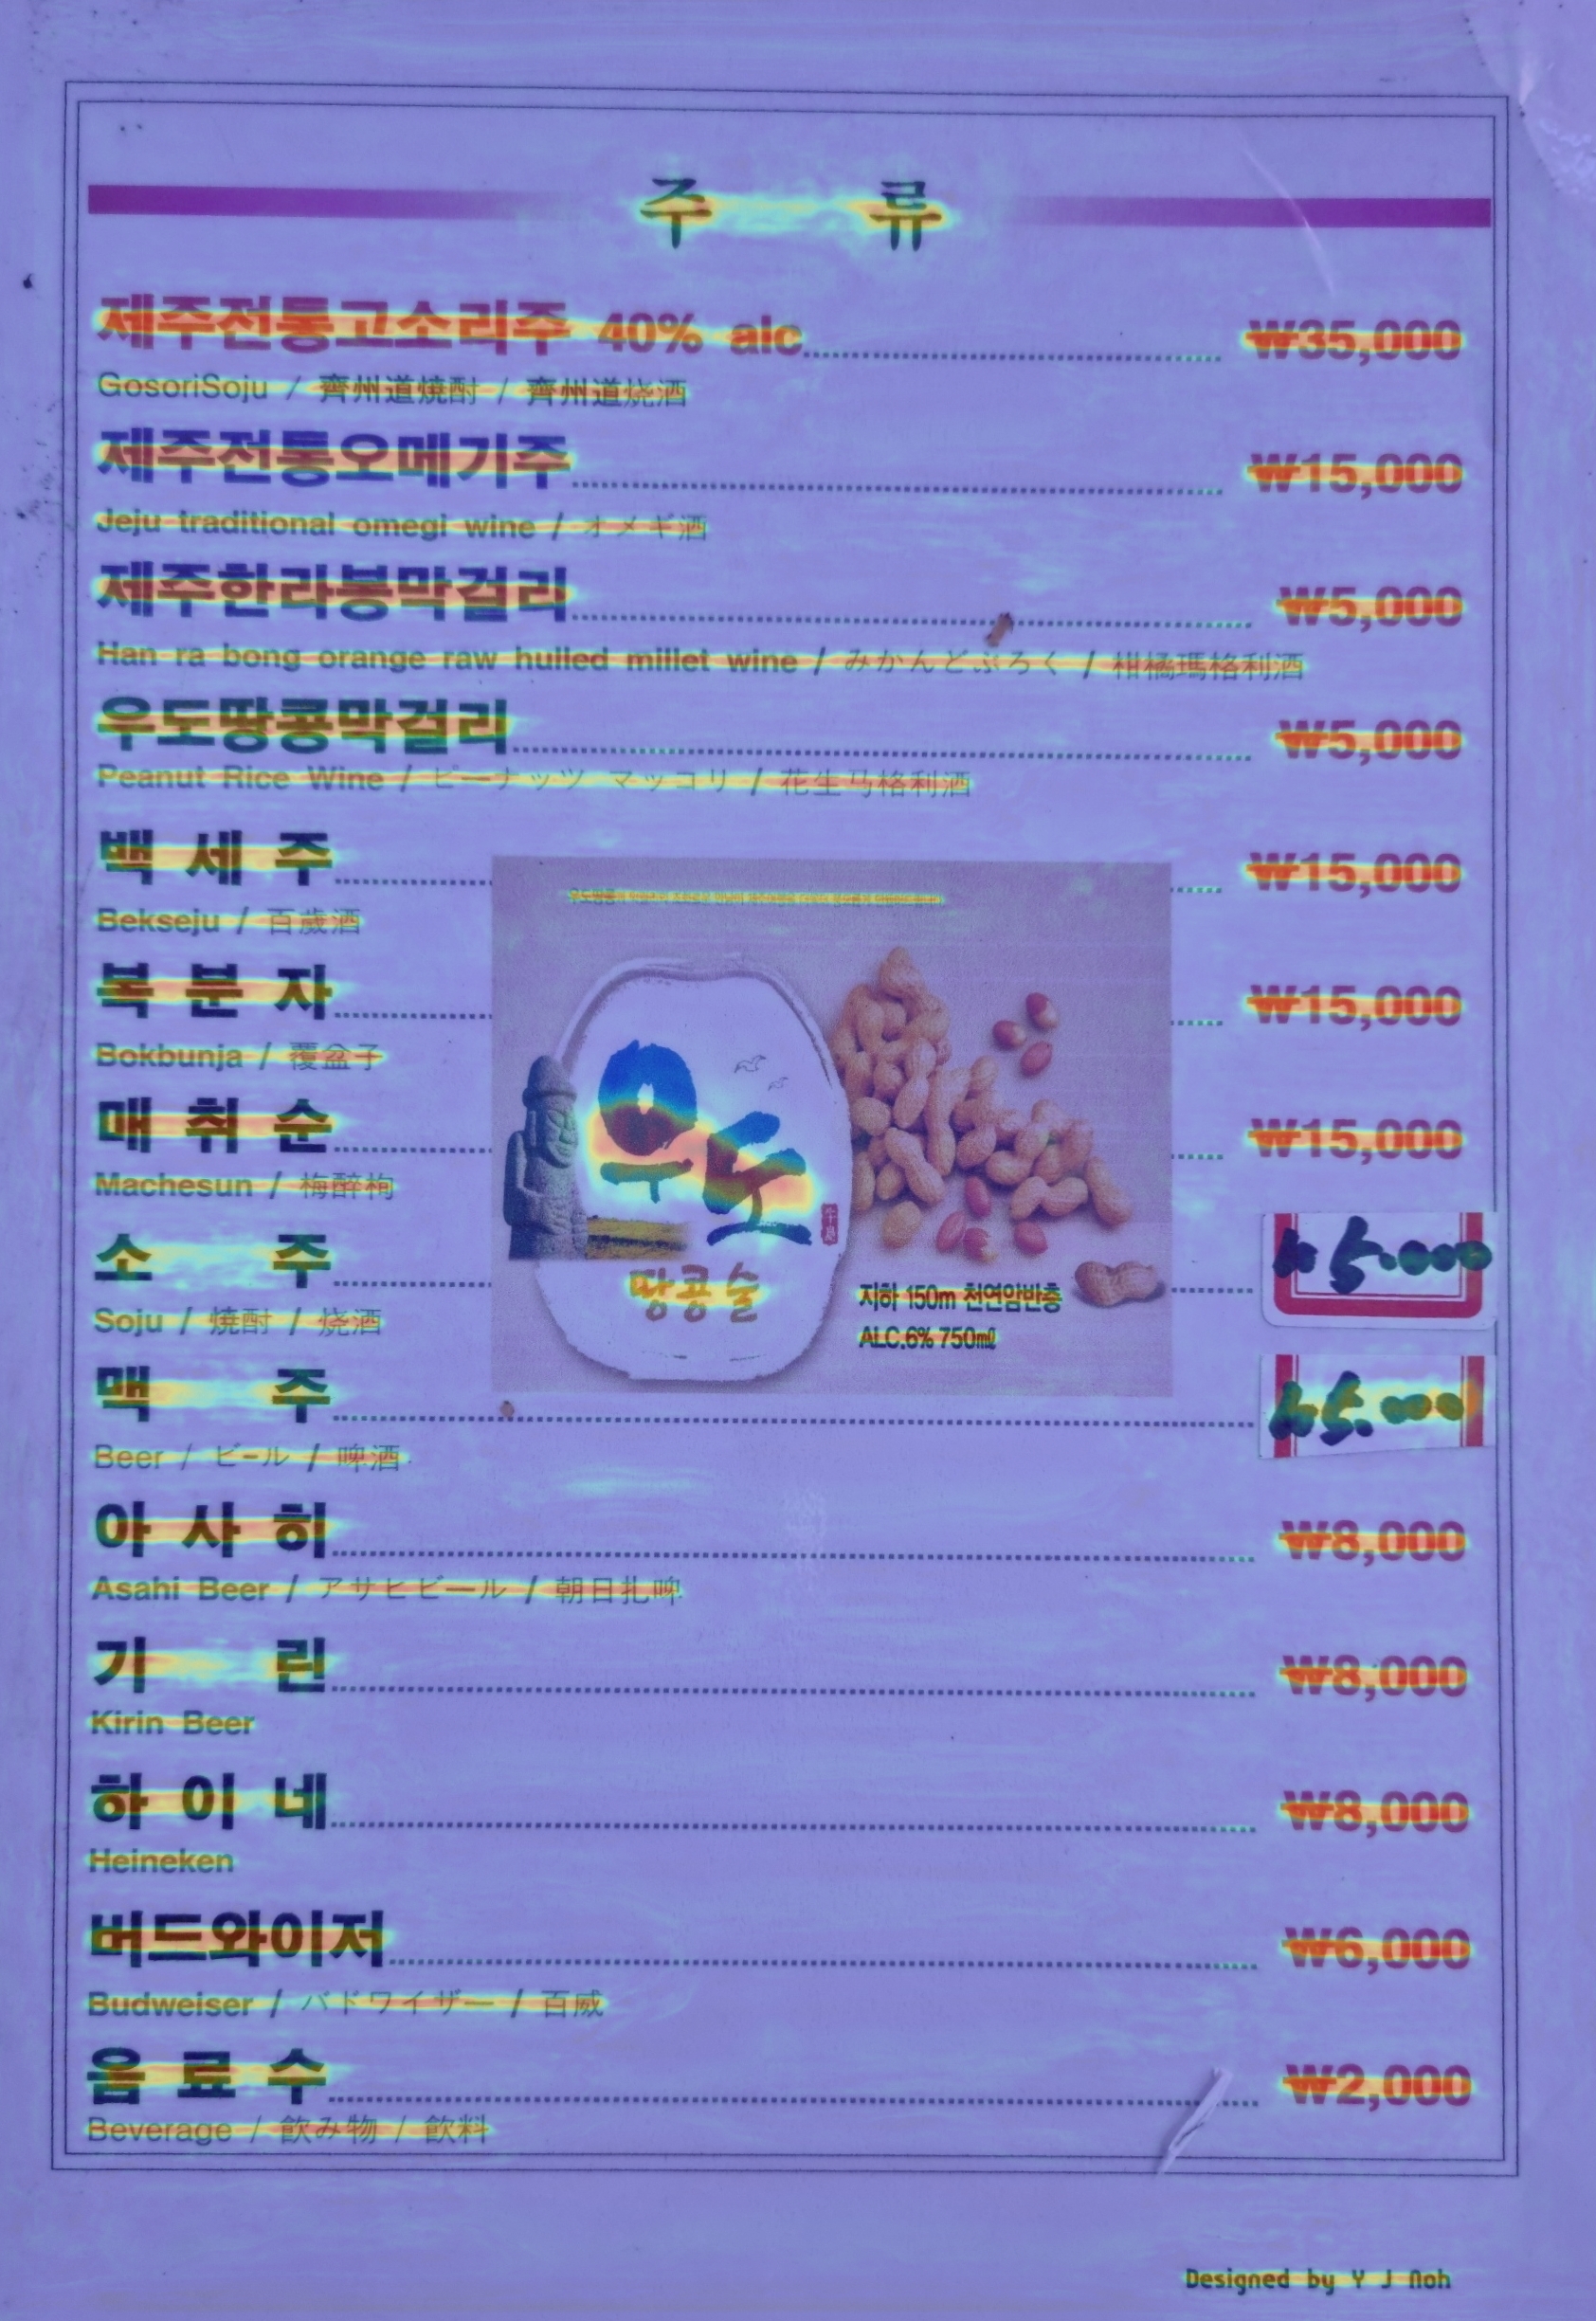 주 류
제주전통고소리주 40% alc ₩35,000
GosoriSoju / 齊州道焼酎 / 齊州道烧酒
제주전통오메기주 ₩15,000
Jeju traditional omegi wine / オメギ酒
제주한라봉막걸리 ₩5,000
Han ra bong orange raw hulled millet wine / みかんどぶろく / 柑橘瑪格利酒
우도땅콩막걸리 ₩5,000
Peanut Rice Wine / ピーナッツ マッコリ / 花生马格利酒
백 세 주 ₩15,000
Bekseju / 百歲酒
복 분 자 ₩15,000
Bokbunja / 覆盆子
매 취 순 ₩15,000
Machesun / 梅醉栒
소 주 ₩5.000
Soju / 焼酎 / 烧酒
맥 주 ₩5.000
Beer / ビール / 啤酒
우도
땅콩술
지하 150m 천연암반층
ALC.6% 750㎖
아 사 히 ₩8,000
Asahi Beer / アサヒビール / 朝日扎啤
기 린 ₩8,000
Kirin Beer
하 이 네 ₩8,000
Heineken
버드와이저 ₩6,000
Budweiser / バドワイザー / 百威
음 료 수 ₩2,000
Beverage / 飲み物 / 飲料
Designed by Y J Noh